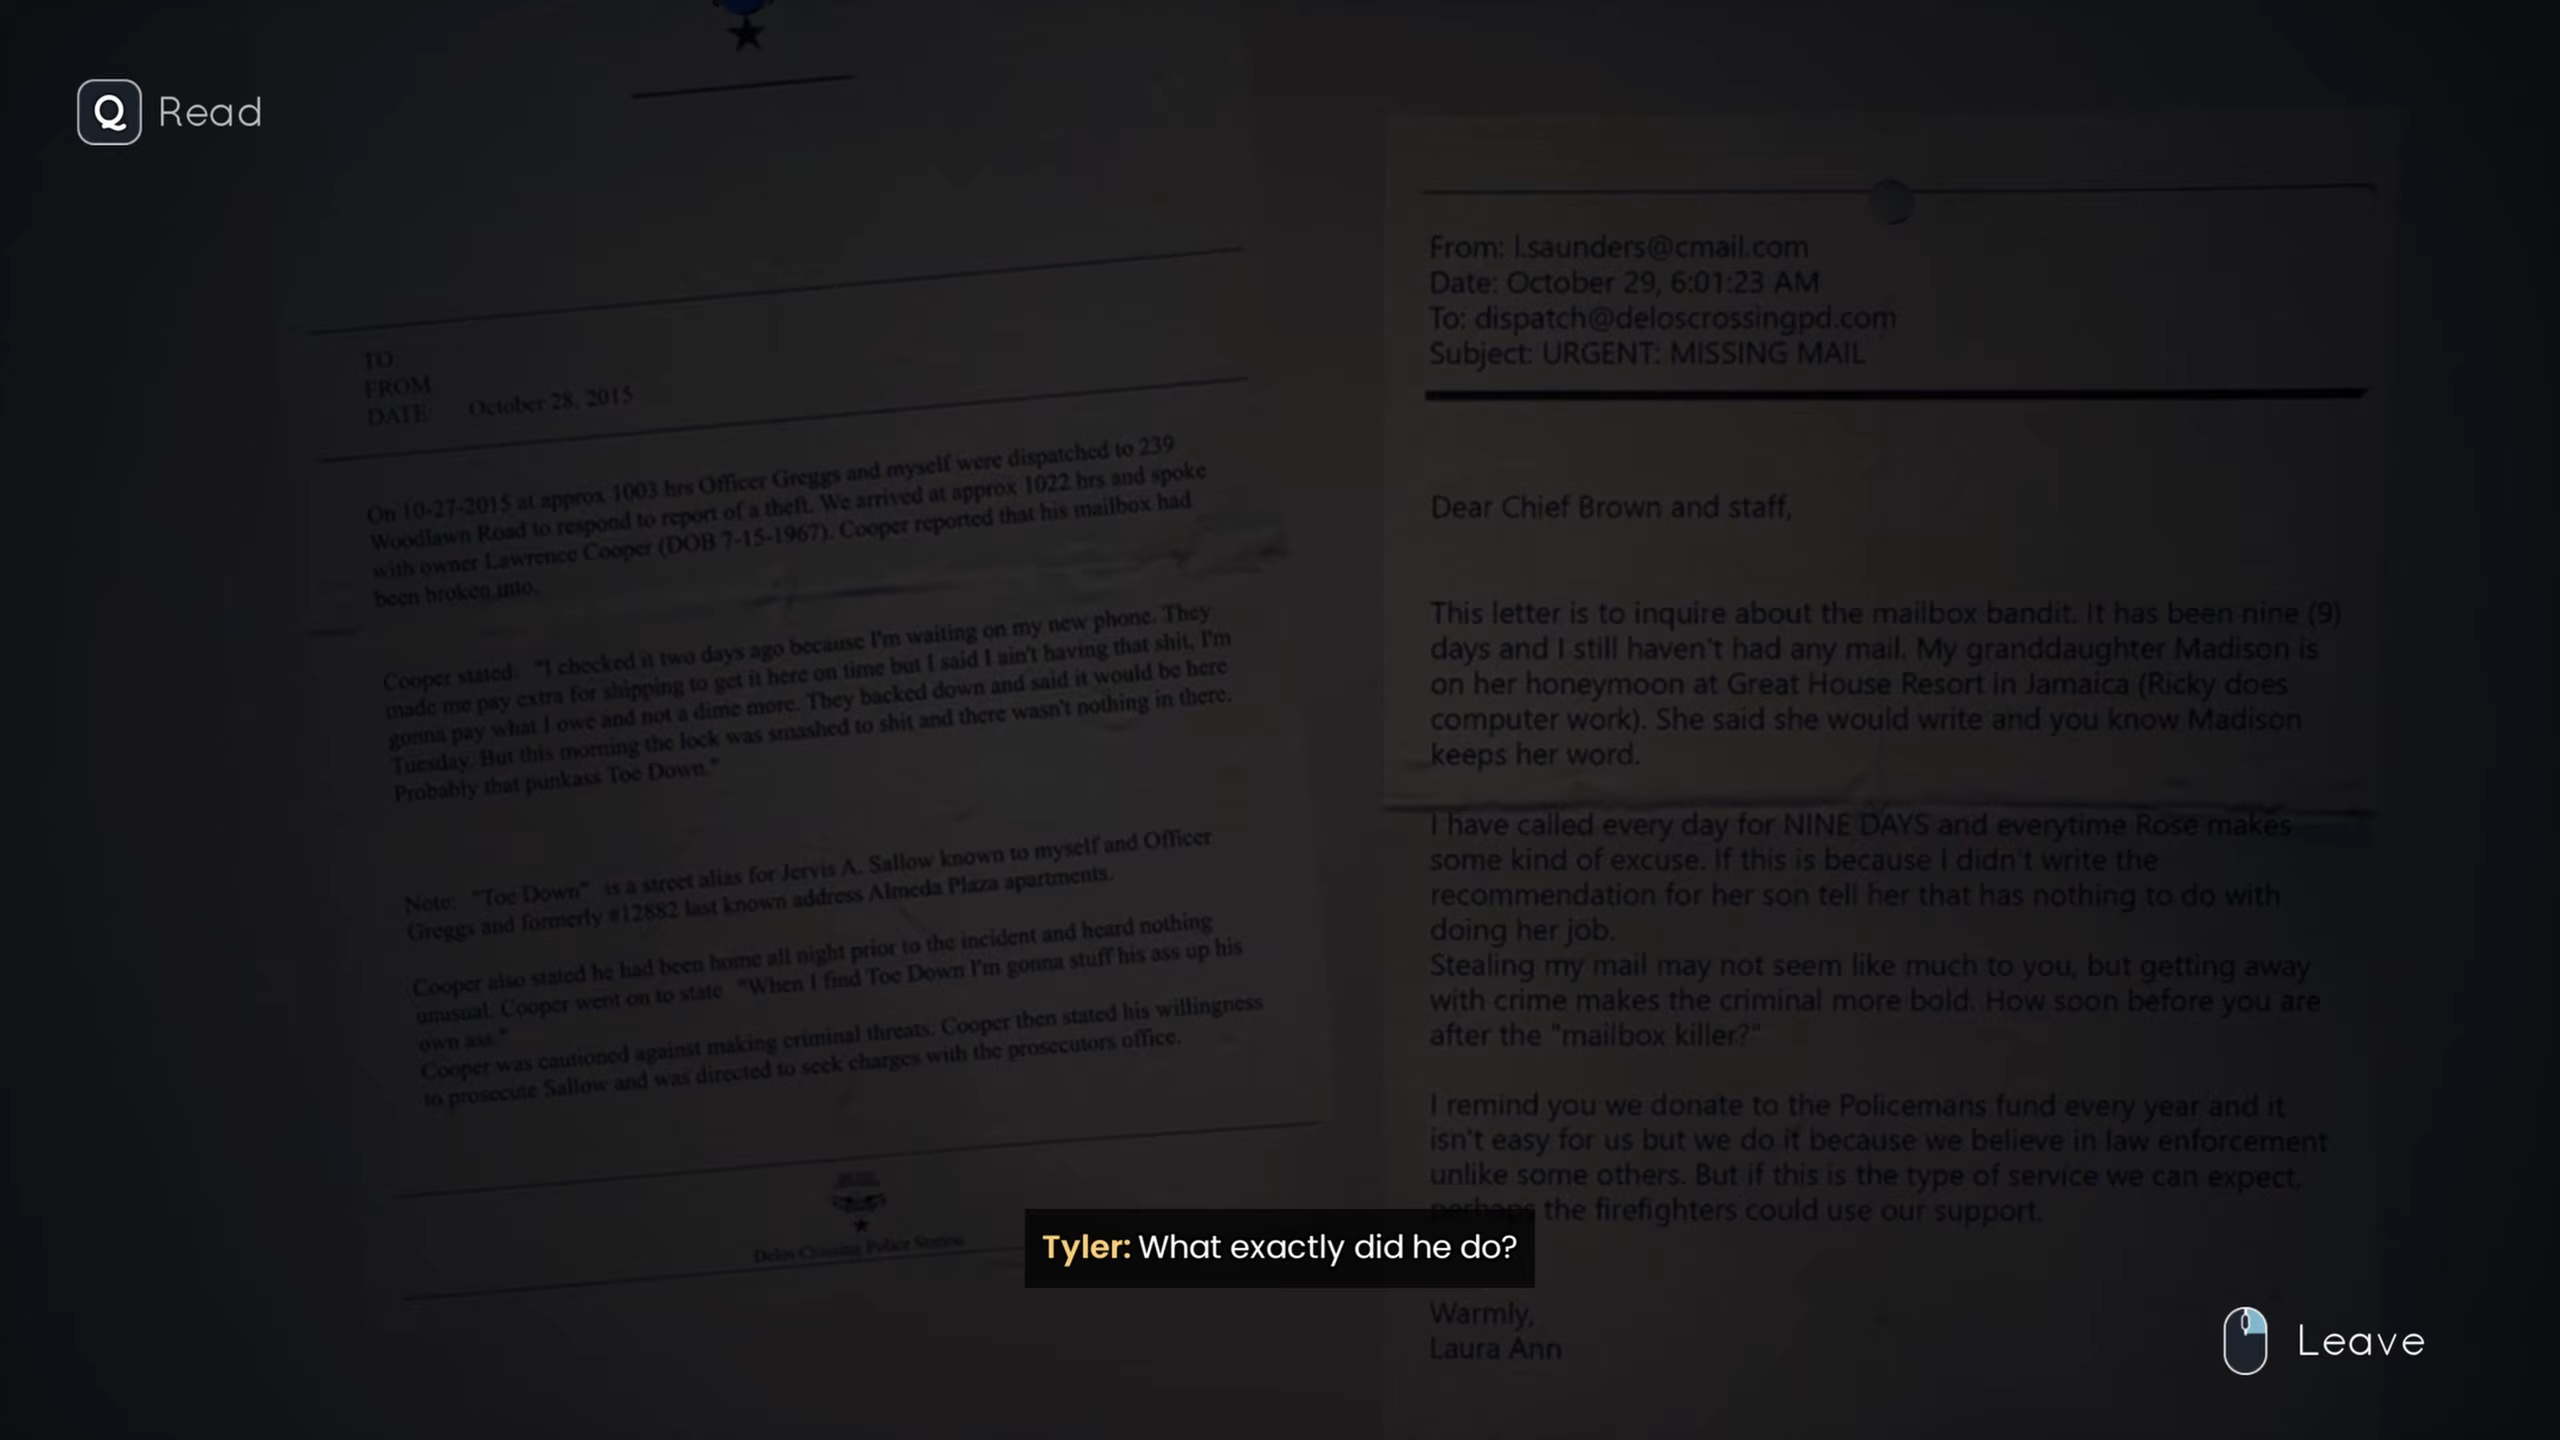 Q Read
TO:
FROM
DATE: October 28, 2015
On 10-27-2015 at approx 1003 hrs Officer Greggs and myself were dispatched to 239
Woodlawn Road to respond to report of a theft. We arrived at approx 1022 hrs and spoke
with owner Lawrence Cooper (DOB 7-15-1967). Cooper reported that his mailbox had
been broken into.
Cooper stated: "I checked it two days ago because I'm waiting on my new phone. They
made me pay extra for shipping to get it here on time but I said I ain't having that shit, I'm
gonna pay what I owe and not a dime more. They backed down and said it would be here
Tuesday. But this morning the lock was smashed to shit and there wasn't nothing in there.
Probably that punkass Toe Down."
Note: "Toe Down" is a street alias for Jervis A. Sallow known to myself and Officer
Greggs and formerly #12882 last known address Almeda Plaza apartments.
Cooper also stated he had been home all night prior to the incident and heard nothing
unusual. Cooper went on to state "When I find Toe Down I'm gonna stuff his ass up his
own ass."
Cooper was cautioned against making criminal threats. Cooper then stated his willingness
to prosecute Sallow and was directed to seek charges with the prosecutors office.
Delos Crossing Police Station
From: l.saunders@cmail.com
Date: October 29, 6:01:23 AM
To: dispatch@deloscrossingpd.com
Subject: URGENT: MISSING MAIL
Dear Chief Brown and staff,
This letter is to inquire about the mailbox bandit. It has been nine (9)
days and I still haven't had any mail. My granddaughter Madison is
on her honeymoon at Great House Resort in Jamaica (Ricky does
computer work). She said she would write and you know Madison
keeps her word.
I have called every day for NINE DAYS and everytime Rose makes
some kind of excuse. If this is because I didn't write the
recommendation for her son tell her that has nothing to do with
doing her job.
Stealing my mail may not seem like much to you, but getting away
with crime makes the criminal more bold. How soon before you are
after the "mailbox killer?"
I remind you we donate to the Policemans fund every year and it
isn't easy for us but we do it because we believe in law enforcement
unlike some others. But if this is the type of service we can expect,
perhaps the firefighters could use our support.
Warmly,
Laura Ann
Tyler: What exactly did he do?
Leave